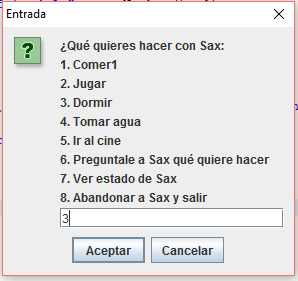 Entrada
¿Qué quieres hacer con Sax:
1. Comer1
2. Jugar
3. Dormir
4. Tomar agua
5. Ir al cine
6. Preguntale a Sax qué quiere hacer
7. Ver estado de Sax
8. Abandonar a Sax y salir
3
Aceptar
Cancelar